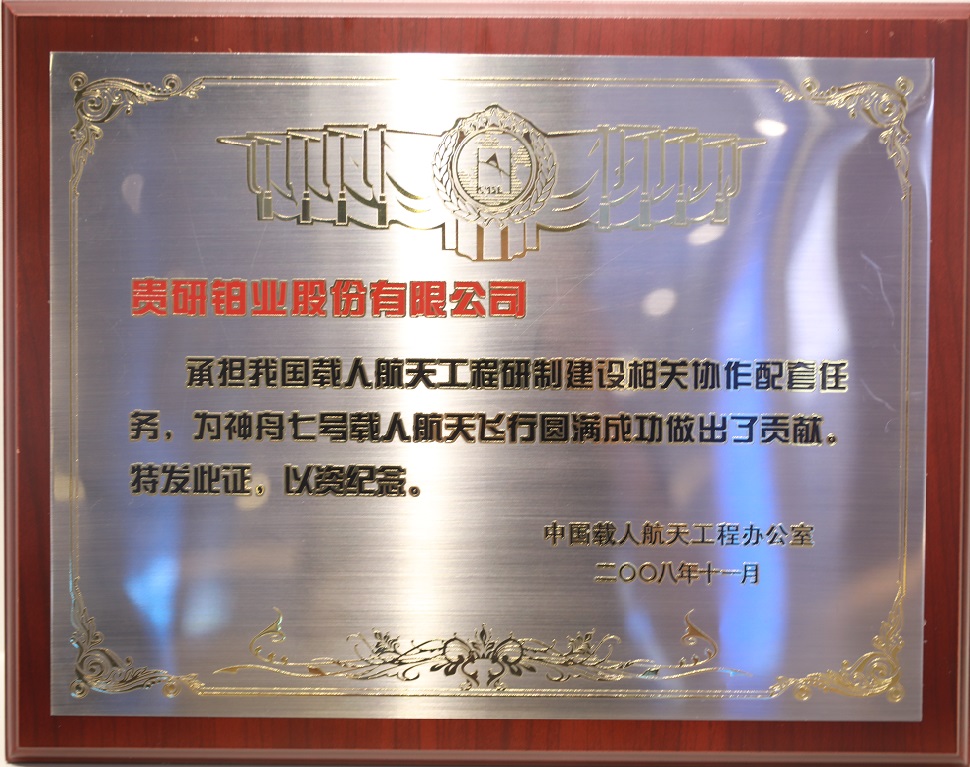 贵研铂业股份有限公司
承担我国载人航天工程研制建设相关协作配套任
务，为神舟七号载人航天飞行圆满成功做出了贡献。
特发此证，以资纪念。
中国载人航天工程办公室
二〇〇八年十一月